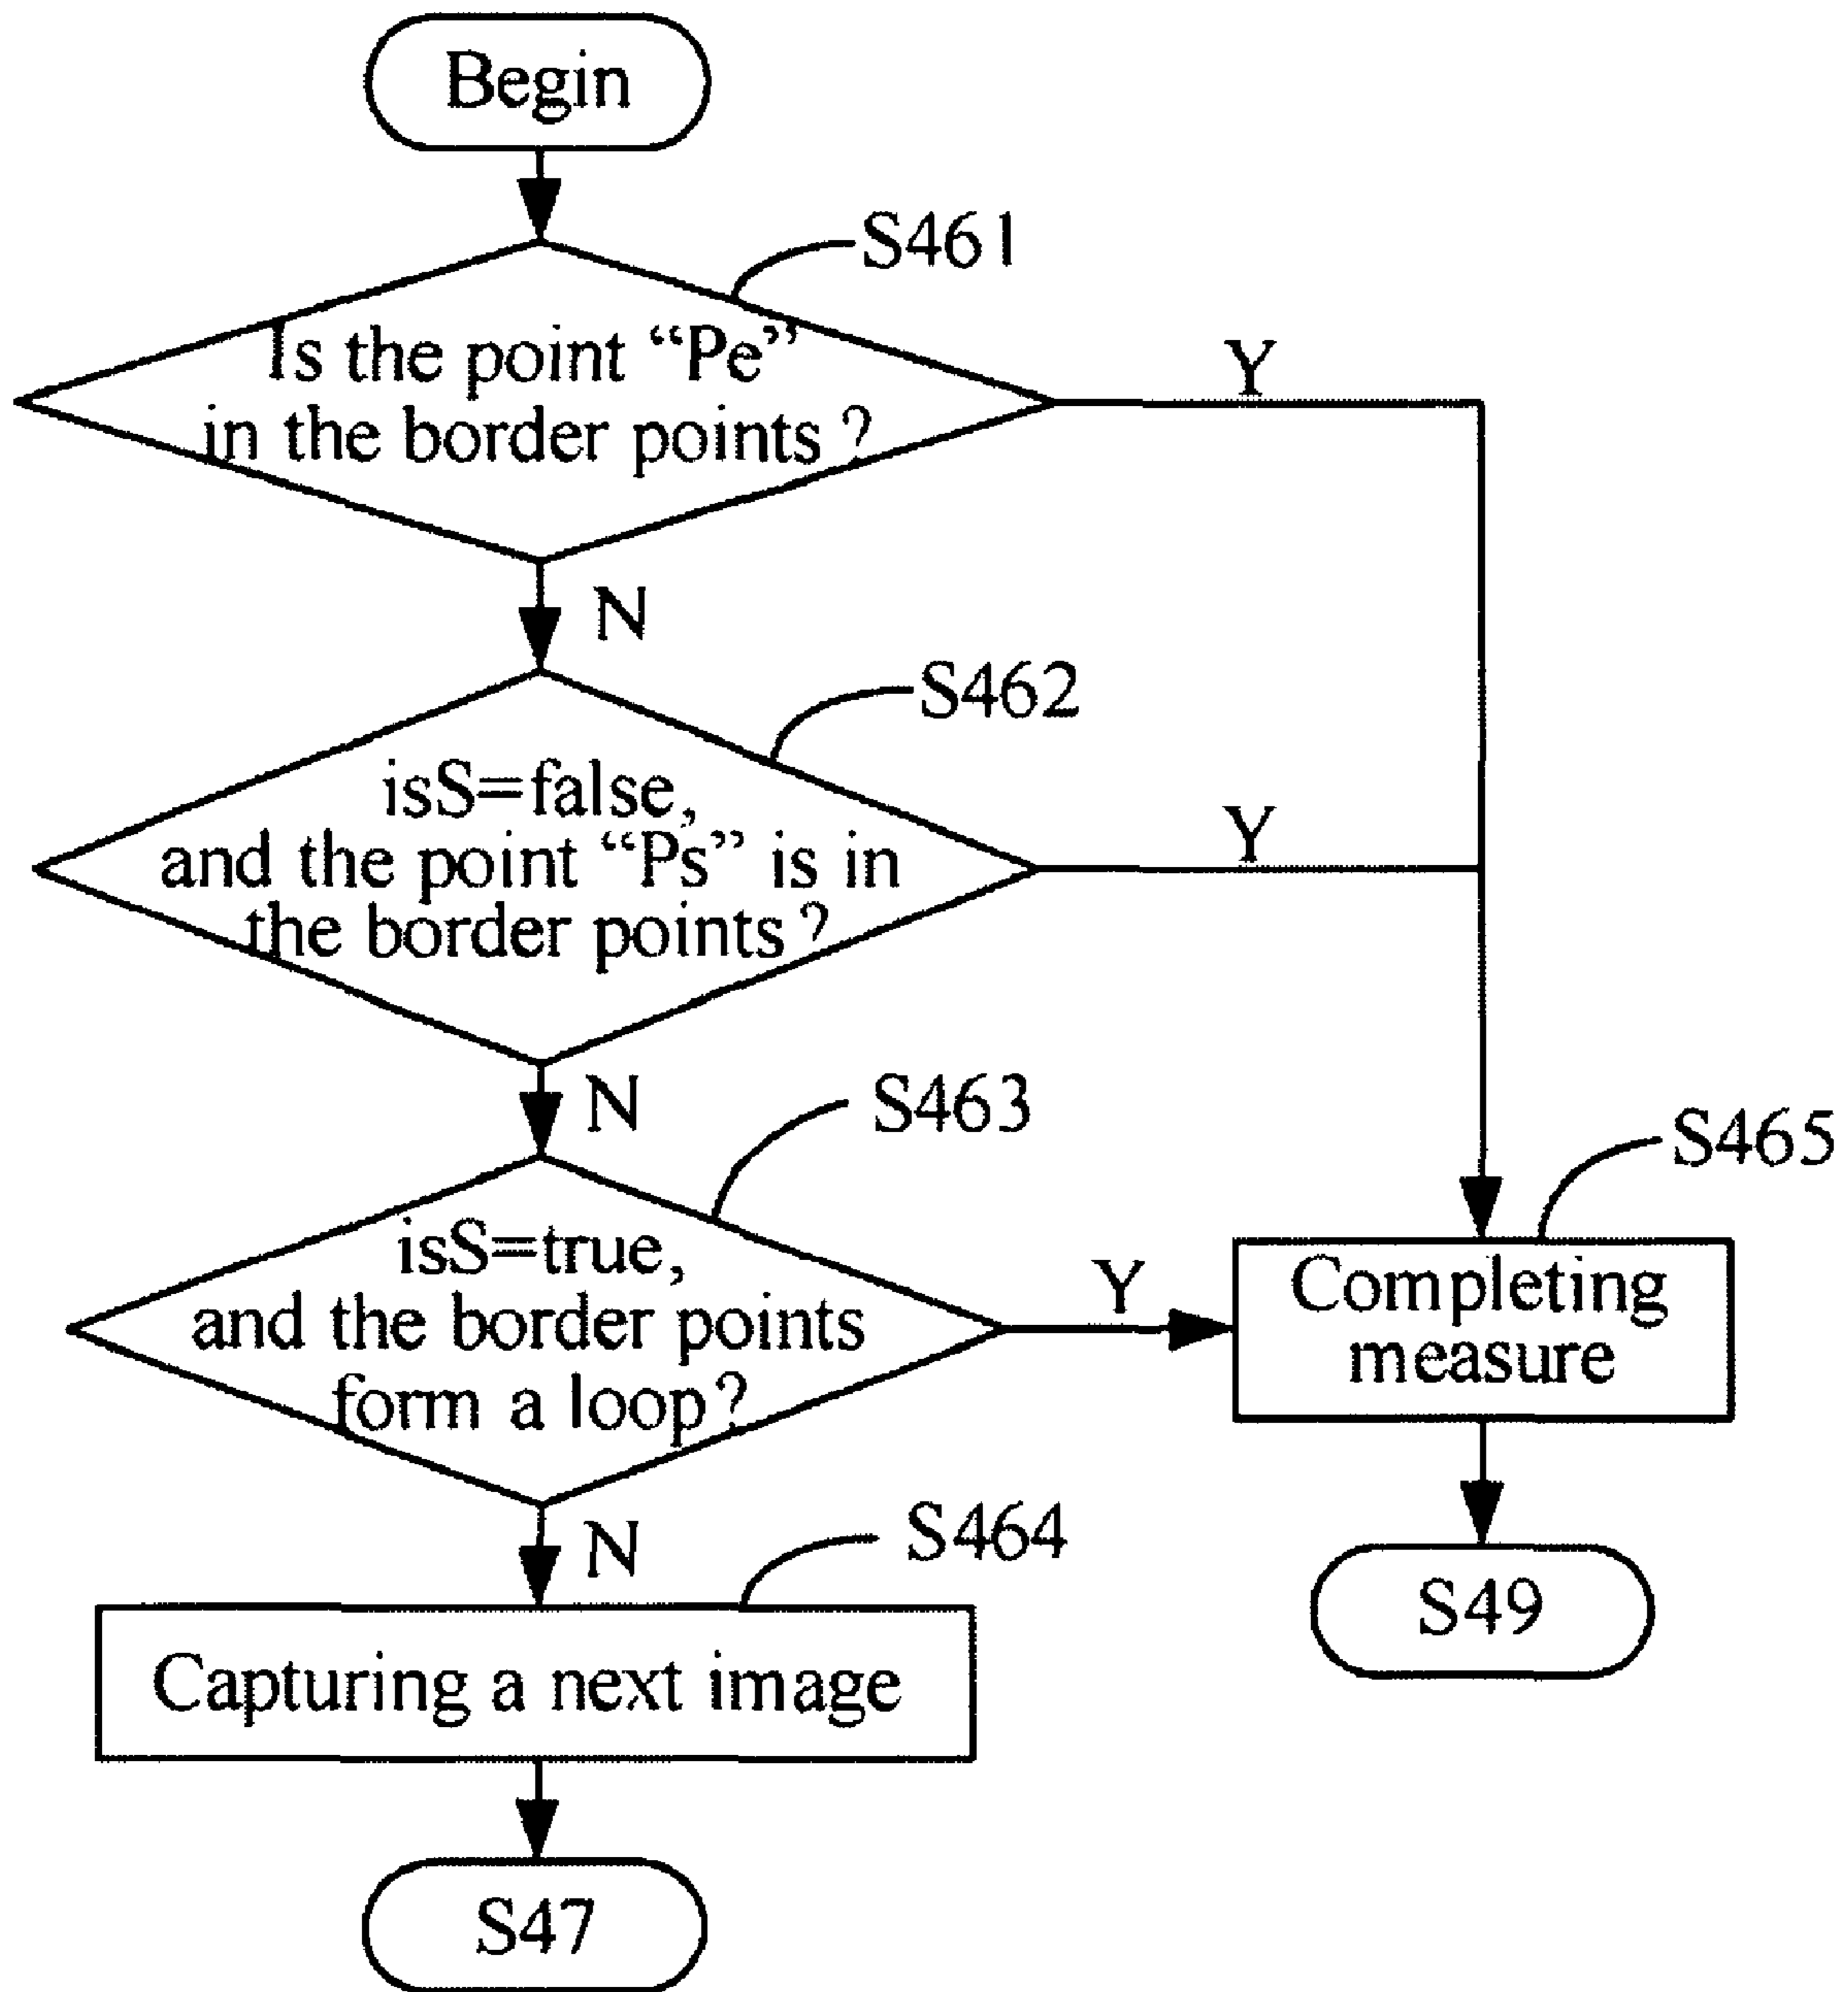 Begin
S461
Is the point “Pe”
in the border points ?
Y
N
S462
isS=false,
and the point “Ps” is in
the border points ?
Y
N
S463
isS=true,
and the border points
form a loop ?
Y
S465
Completing
measure
N
S464
Capturing a next image
S49
S47